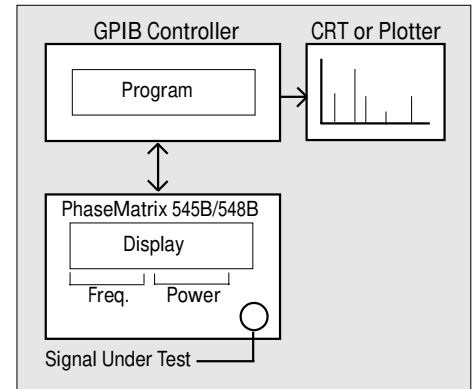 GPIB Controller
CRT or Plotter
Program
PhaseMatrix 545B/548B
Display
Freq. Power
Signal Under Test